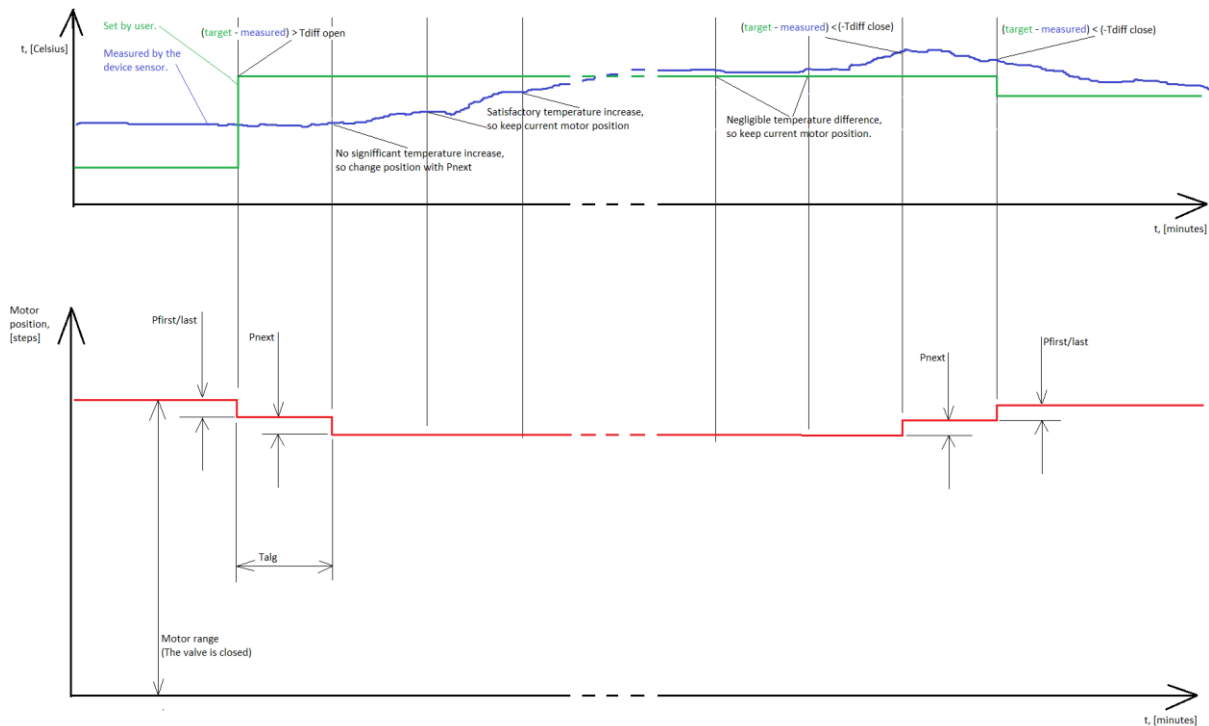 Set by user.
(target - measured) > Tdiff open
(target - measured) < (-Tdiff close)
(target - measured) < (-Tdiff close)
t, [Celsius]
Measured by the
device sensor.
Satisfactory temperature increase,
so keep current motor position
Negligible temperature difference,
so keep current motor position.
No significant temperature increase,
so change position with Pnext
t, [minutes]
Motor
position,
[steps]
Pfirst/last
Pnext
Pnext
Pfirst/last
Talg
Motor range
(The valve is closed)
t, [minutes]